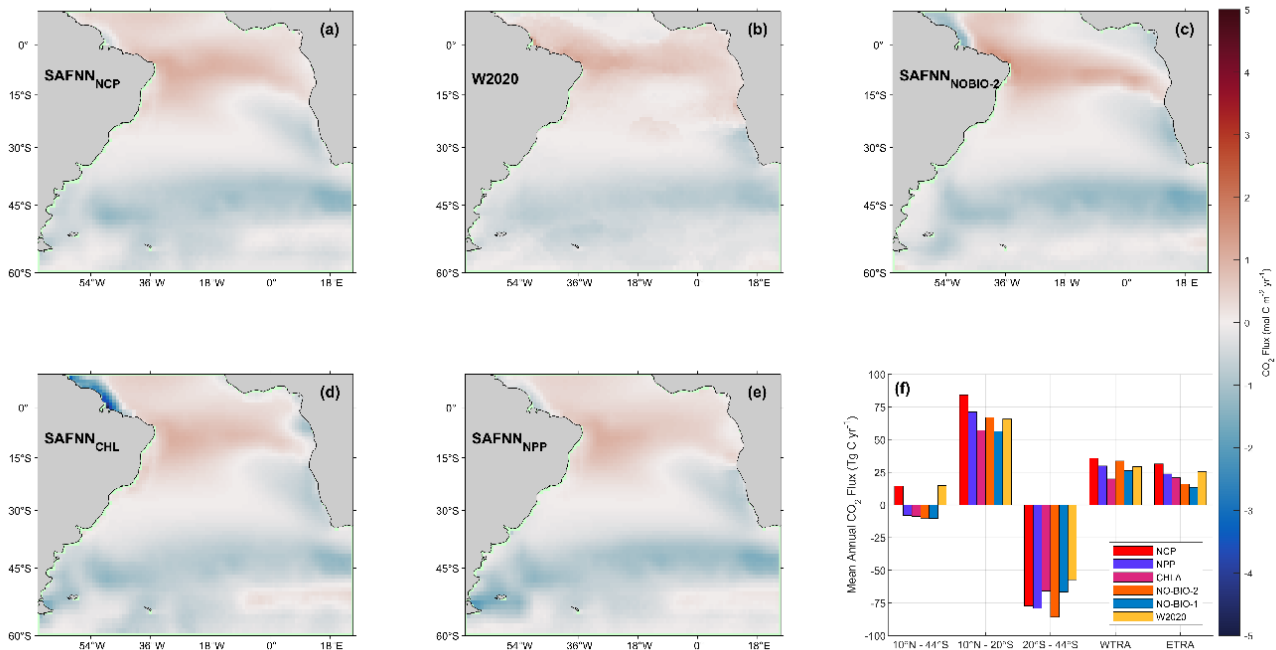 (a)
SAFNN_NCP
0°
15°S
30°S
45°S
60°S
54°W
36°W
18°W
0°
18°E
(b)
W2020
0°
15°S
30°S
45°S
60°S
54°W
36°W
18°W
0
18°E
(c)
SAFNN_NOBIO-2
0°
15°S
30°S
45°S
60°S
54°W
36°W
18°W
0°
18°E
5
4
3
2
1
0
-1
-2
-3
-4
-5
CO₂ Flux (mol C m⁻² yr⁻¹)
(d)
SAFNN_CHL
0°
15°S
30°S
45°S
60°S
54°W
36°W
18°W
0°
18°E
(e)
SAFNN_NPP
0°
15°S
30°S
45°S
60°S
54°W
36°W
18°W
0°
18°E
(f)
Mean Annual CO₂ Flux (Tg C yr⁻¹)
100
75
50
25
0
-25
-50
-75
-100
NCP
NPP
CHLA
NO-BIO-2
NO-BIO-1
W2020
10°N - 44°S
10°N - 20°S
20°S - 44°S
WTRA
ETRA